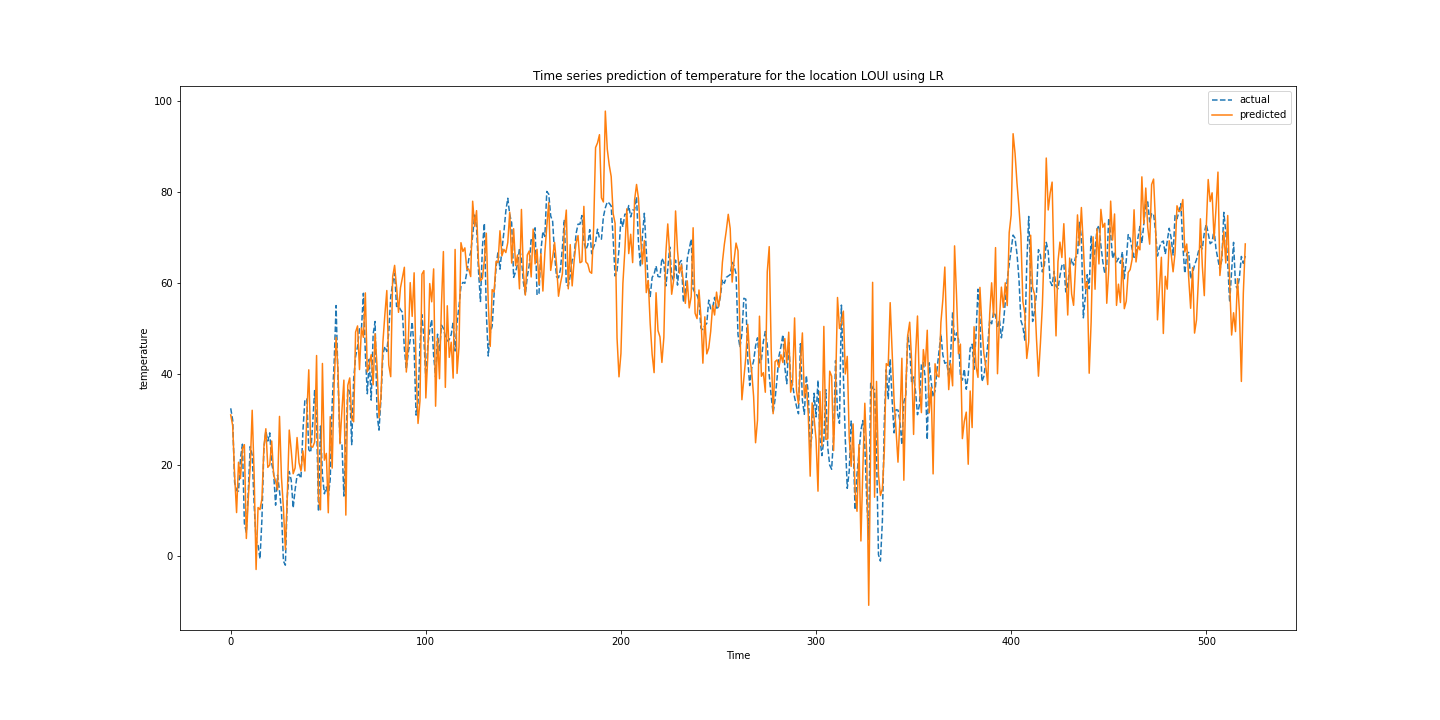 Time series prediction of temperature for the location LOUI using LR
actual
predicted
100
80
60
40
20
0
temperature
0 100 200 300 400 500
Time